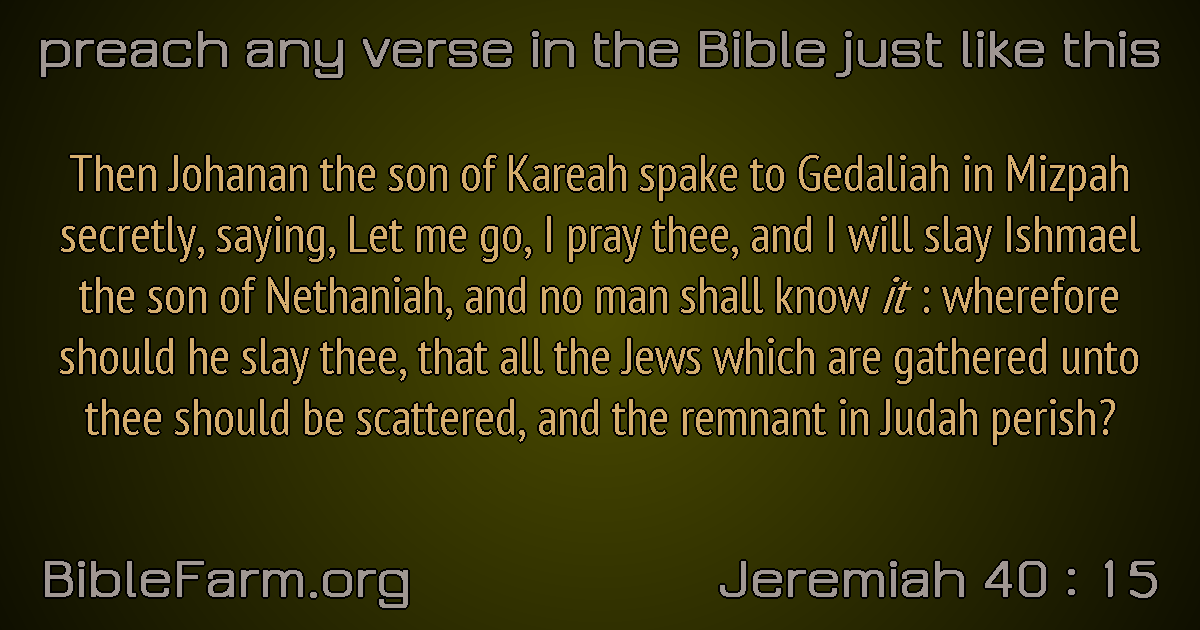 preach any verse in the Bible just like this
Then Johanan the son of Kareah spake to Gedaliah in Mizpah
secretly, saying, Let me go, I pray thee, and I will slay Ishmael
the son of Nethaniah, and no man shall know it : wherefore
should he slay thee, that all the Jews which are gathered unto
thee should be scattered, and the remnant in Judah perish?
BibleFarm.org
Jeremiah 40 : 15